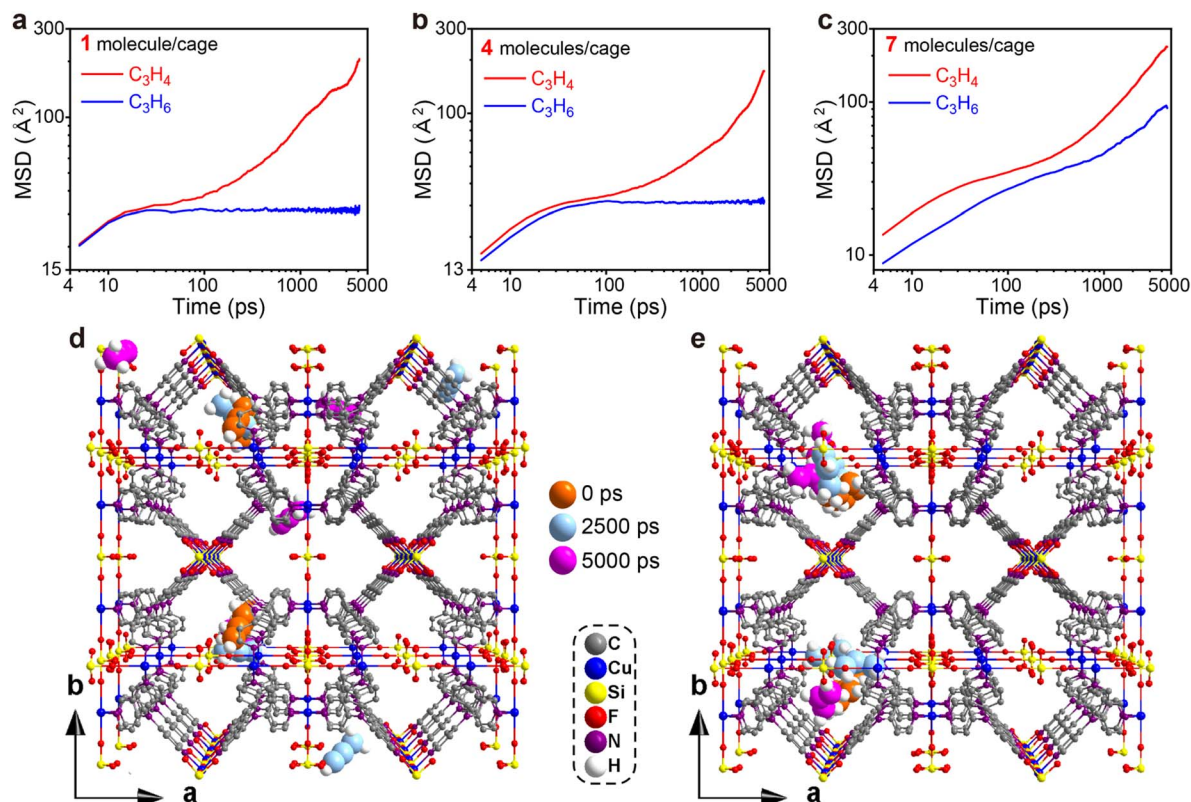 a
300
1 molecule/cage
C₃H₄
C₃H₆
100
MSD (Å²)
15
4 10 100 1000 5000
Time (ps)
b
300
4 molecules/cage
C₃H₄
C₃H₆
100
MSD (Å²)
13
4 10 100 1000 5000
Time (ps)
c
300
7 molecules/cage
C₃H₄
C₃H₆
100
MSD (Å²)
10
4 10 100 1000 5000
Time (ps)
d
b
a
0 ps
2500 ps
5000 ps
C
Cu
Si
F
N
H
e
b
a